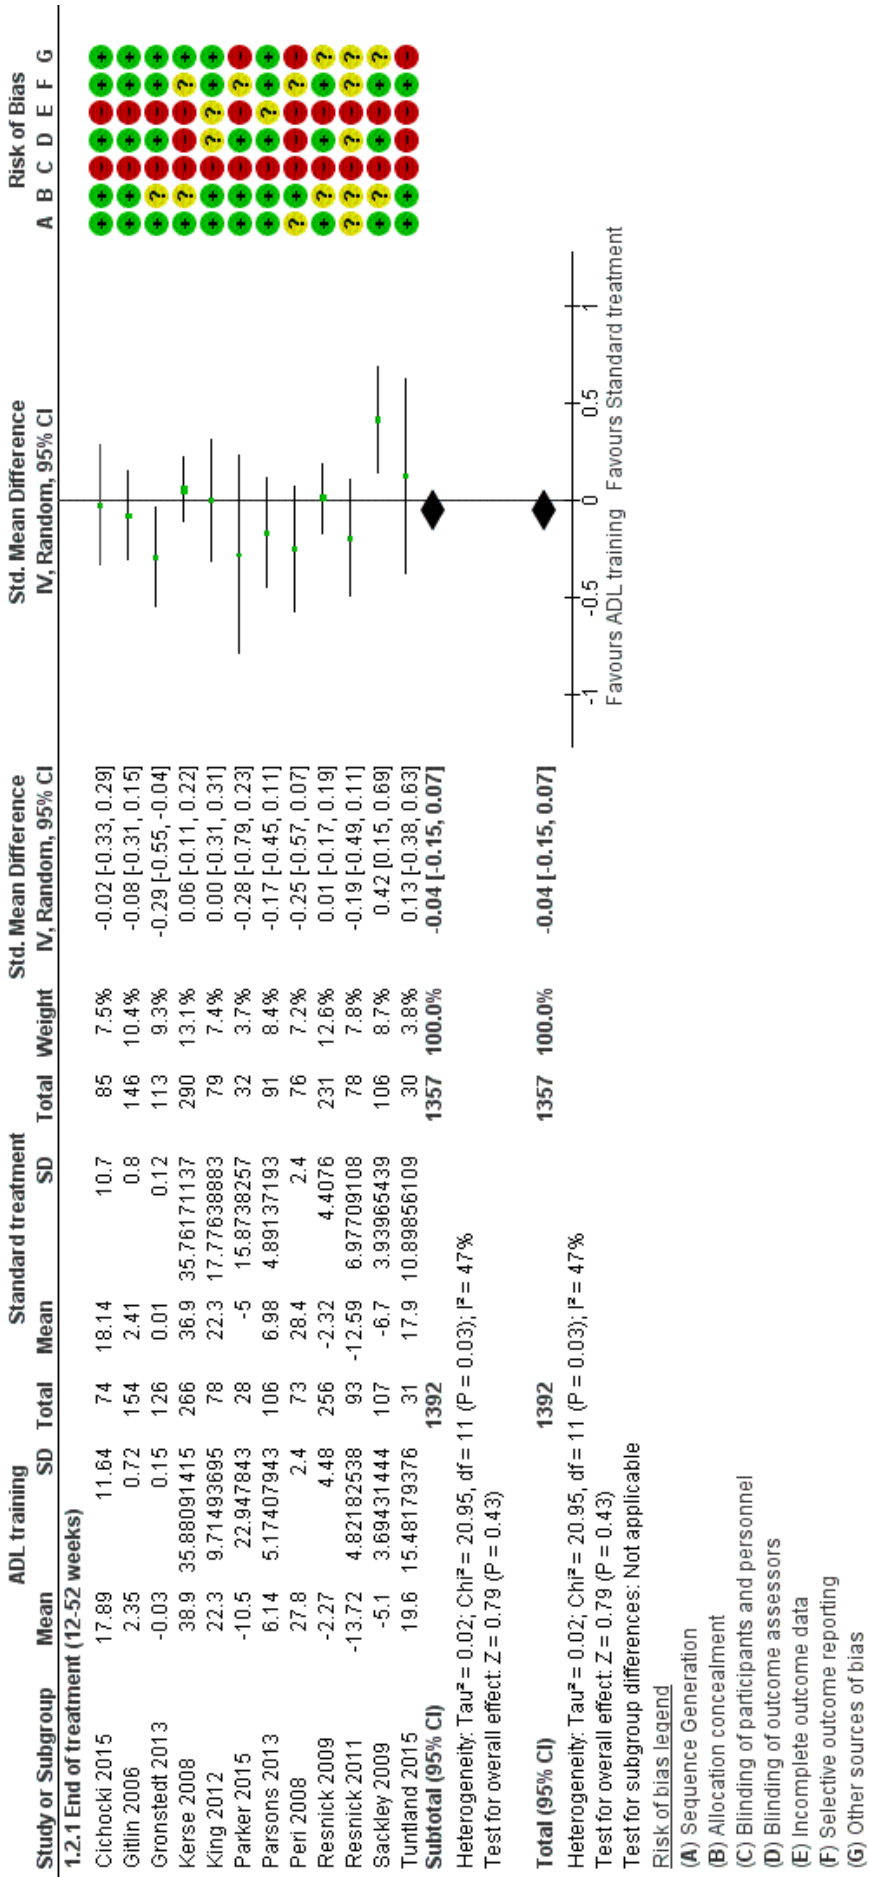 ADL training Standard treatment Std. Mean Difference Std. Mean Difference Risk of Bias
Study or Subgroup Mean SD Total Mean SD Total Weight IV, Random, 95% CI IV, Random, 95% CI A B C D E F G
1.2.1 End of treatment (12-52 weeks)
Cichocki 2015 17.89 11.64 74 18.14 10.7 85 7.5% -0.02 [-0.33, 0.29] + + - + - + +
Gitlin 2006 2.35 0.72 154 2.41 0.8 146 10.4% -0.08 [-0.31, 0.15] + + - + - + +
Gronstedt 2013 -0.03 0.15 126 0.01 0.12 113 9.3% -0.29 [-0.55, -0.04] + ? - + - + +
Kerse 2008 38.9 35.88091415 266 36.9 35.76171137 290 13.1% 0.06 [-0.11, 0.22] + ? - - - ? +
King 2012 22.3 9.71493695 78 22.3 17.77638883 79 7.4% 0.00 [-0.31, 0.31] + + - ? ? + +
Parker 2015 -10.5 22.947843 28 -5 15.8738257 32 3.7% -0.28 [-0.79, 0.23] + + - + - ? -
Parsons 2013 6.14 5.17407943 106 6.98 4.89137193 91 8.4% -0.17 [-0.45, 0.11] + + - + ? + +
Peri 2008 27.8 2.4 73 28.4 2.4 76 7.2% -0.25 [-0.57, 0.07] ? + - - - ? -
Resnick 2009 -2.27 4.48 256 -2.32 4.4076 231 12.6% 0.01 [-0.17, 0.19] + ? - + - + ?
Resnick 2011 -13.72 4.82182538 93 -12.59 6.97709108 78 7.8% -0.19 [-0.49, 0.11] ? ? - ? - ? ?
Sackley 2009 -5.1 3.69431444 107 -6.7 3.93965439 106 8.7% 0.42 [0.15, 0.69] + ? - + - + ?
Tuntland 2015 19.6 15.48179376 31 17.9 10.89856109 30 3.8% 0.13 [-0.38, 0.63] + + - - - + -
Subtotal (95% CI) 1392 1357 100.0% -0.04 [-0.15, 0.07]
Heterogeneity: Tau² = 0.02; Chi² = 20.95, df = 11 (P = 0.03); I² = 47%
Test for overall effect: Z = 0.79 (P = 0.43)
Total (95% CI) 1392 1357 100.0% -0.04 [-0.15, 0.07]
Heterogeneity: Tau² = 0.02; Chi² = 20.95, df = 11 (P = 0.03); I² = 47%
Test for overall effect: Z = 0.79 (P = 0.43)
Test for subgroup differences: Not applicable
-1 -0.5 0 0.5 1
Favours ADL training Favours Standard treatment
Risk of bias legend
(A) Sequence Generation
(B) Allocation concealment
(C) Blinding of participants and personnel
(D) Blinding of outcome assessors
(E) Incomplete outcome data
(F) Selective outcome reporting
(G) Other sources of bias